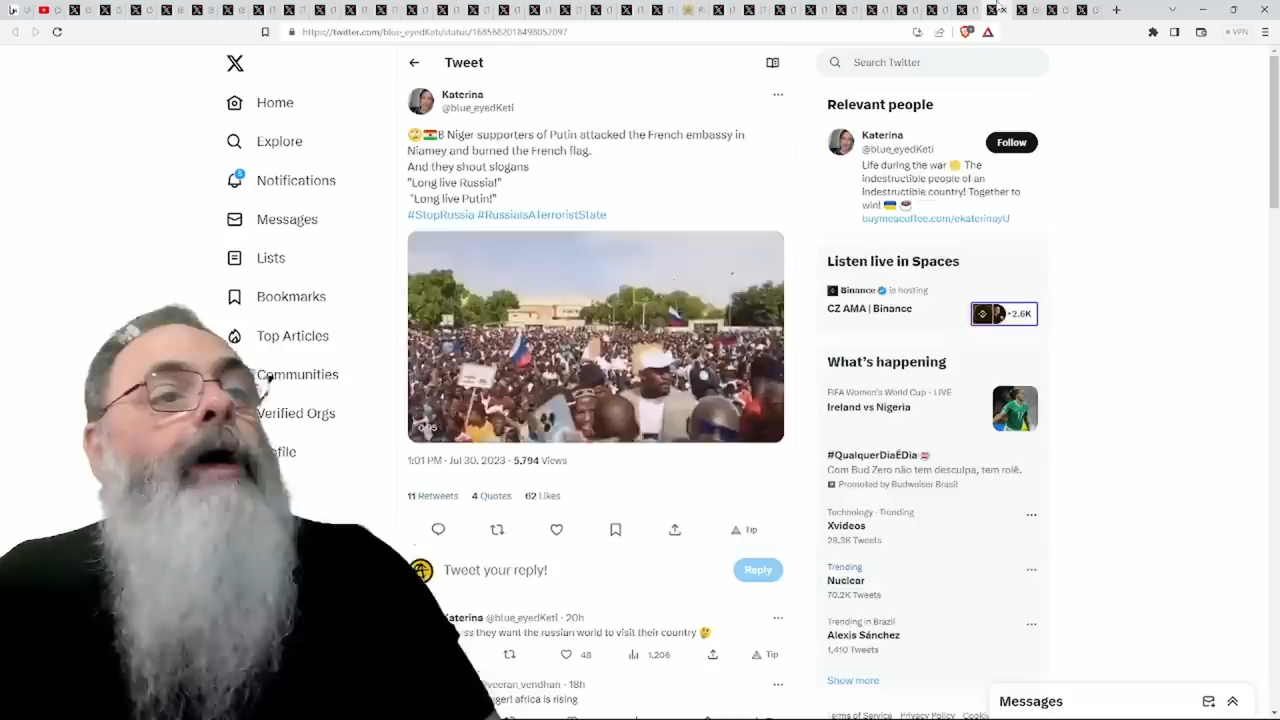 https://twitter.com/blue_eyedKeti/status/1685682018498052097
VPN
Home
Explore
Notifications
Messages
Lists
Bookmarks
Top Articles
Communities
Verified Orgs
Tweet
Katerina
@blue_eyedKeti
В Niger supporters of Putin attacked the French embassy in
Niamey and burned the French flag.
And they shout slogans
"Long live Russia!"
"Long live Putin!"
#StopRussia #RussiaIsATerroristState
1:01 PM · Jul 30, 2023 · 5,794 Views
11 Retweets 4 Quotes 62 Likes
Tip
Tweet your reply!
Reply
@blue_eyedKeti · 20h
they want the russian world to visit their country
48 1,206 Tip
18h
africa is rising
Search Twitter
Relevant people
Katerina
@blue_eyedKeti
Follow
Life during the war The
indestructible people of an
indestructible country! Together to
win!
buymeacoffee.com/ekaterinayU
Listen live in Spaces
Binance is hosting
CZ AMA | Binance
+2.6K
What's happening
FIFA Women's World Cup · LIVE
Ireland vs Nigeria
#QualquerDiaÉDia
Com Bud Zero não tem desculpa, tem rolê.
Promoted by Budweiser Brasil
Technology · Trending
Xvideos
28.3K Tweets
Trending
Nuclear
70.2K Tweets
Trending in Brazil
Alexis Sánchez
1,410 Tweets
Show more
Terms of Service Privacy Policy
Messages